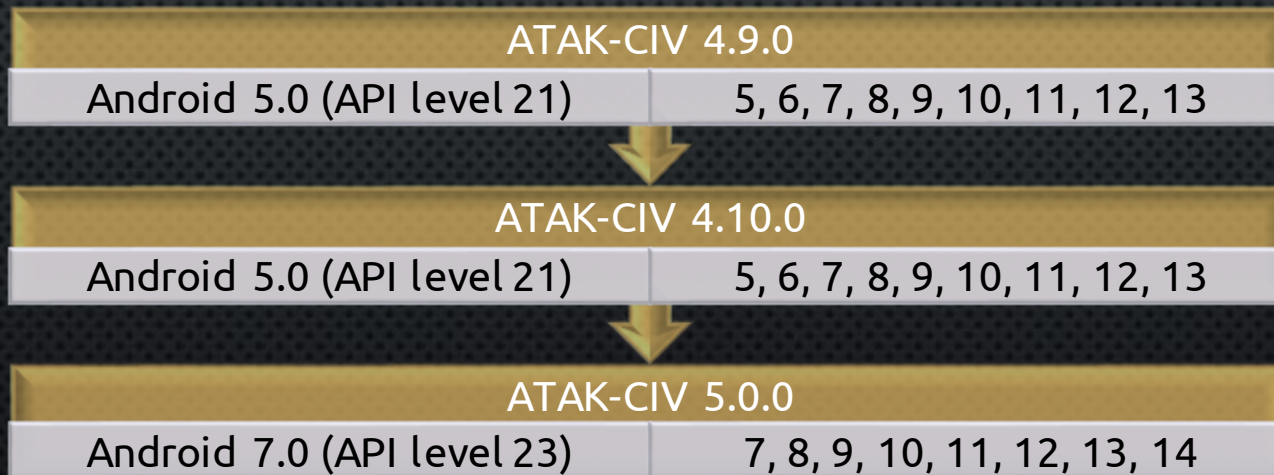 ATAK-CIV 4.9.0
Android 5.0 (API level 21) 5, 6, 7, 8, 9, 10, 11, 12, 13
ATAK-CIV 4.10.0
Android 5.0 (API level 21) 5, 6, 7, 8, 9, 10, 11, 12, 13
ATAK-CIV 5.0.0
Android 7.0 (API level 23) 7, 8, 9, 10, 11, 12, 13, 14